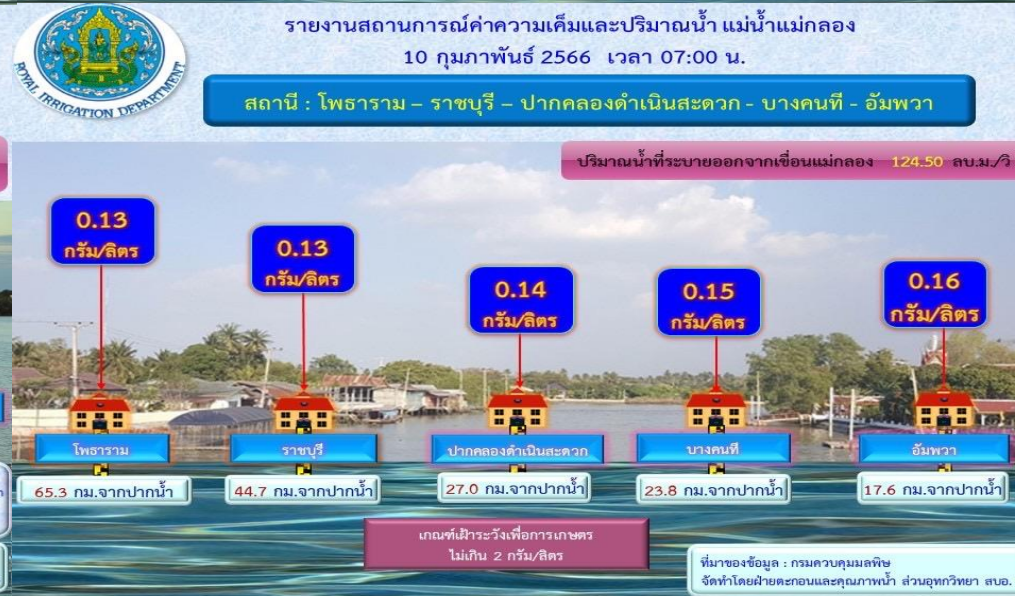 ROYAL IRRIGATION DEPARTMENT
รายงานสถานการณ์ค่าความเค็มและปริมาณน้ำ แม่น้ำแม่กลอง
10 กุมภาพันธ์ 2566 เวลา 07:00 น.
สถานี : โพธาราม – ราชบุรี – ปากคลองดำเนินสะดวก - บางคนที - อัมพวา
ปริมาณน้ำที่ระบายออกจากเขื่อนแม่กลอง 124.50 ลบ.ม./วิ
0.13
กรัม/ลิตร
0.13
กรัม/ลิตร
0.14
กรัม/ลิตร
0.15
กรัม/ลิตร
0.16
กรัม/ลิตร
โพธาราม
ราชบุรี
ปากคลองดำเนินสะดวก
บางคนที
อัมพวา
65.3 กม.จากปากน้ำ
44.7 กม.จากปากน้ำ
27.0 กม.จากปากน้ำ
23.8 กม.จากปากน้ำ
17.6 กม.จากปากน้ำ
เกณฑ์เฝ้าระวังเพื่อการเกษตร
ไม่เกิน 2 กรัม/ลิตร
ที่มาของข้อมูล : กรมควบคุมมลพิษ
จัดทำโดยฝ่ายตะกอนและคุณภาพน้ำ ส่วนอุทกวิทยา สบอ.